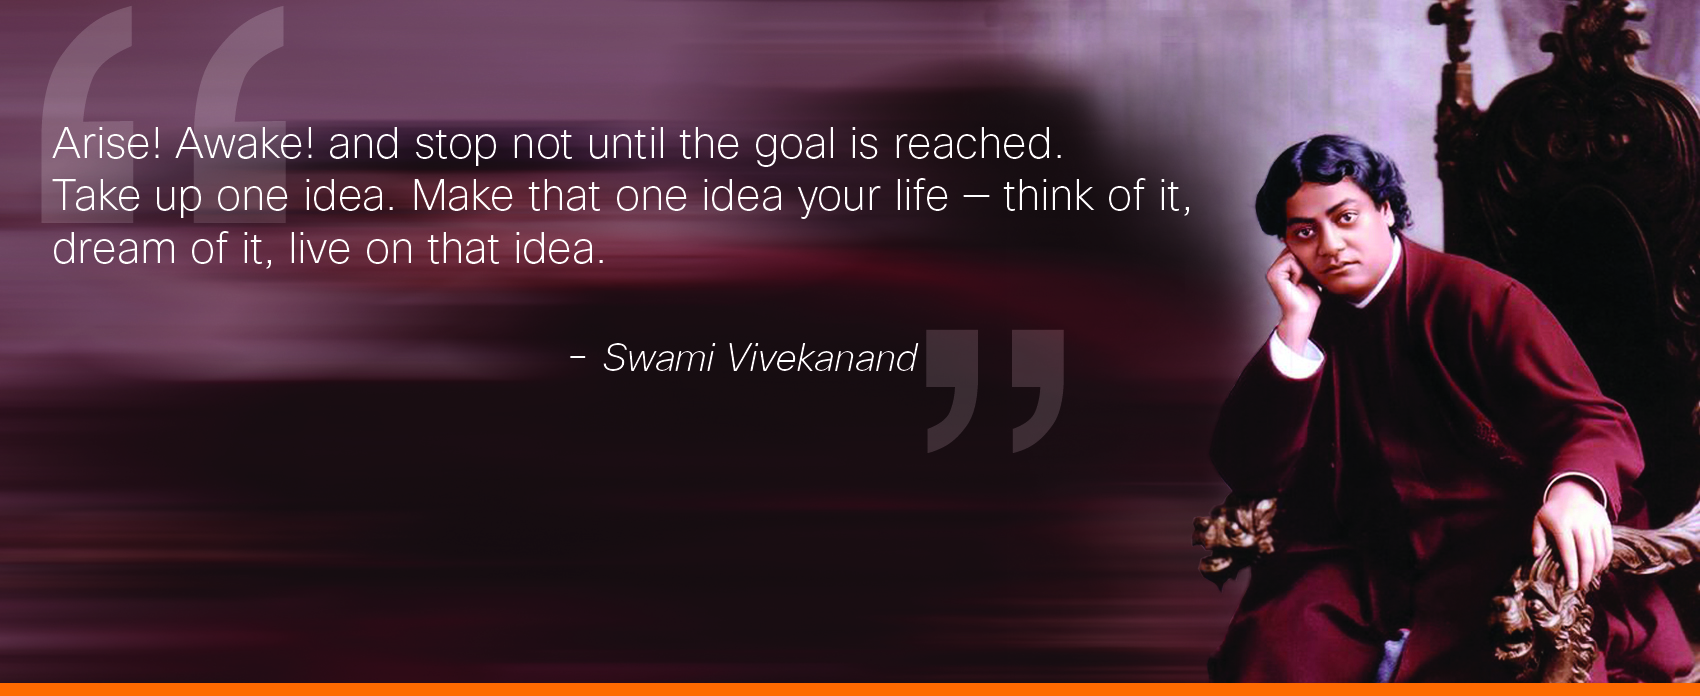 Arise! Awake! and stop not until the goal is reached.
Take up one idea. Make that one idea your life – think of it,
dream of it, live on that idea.
- Swami Vivekanand